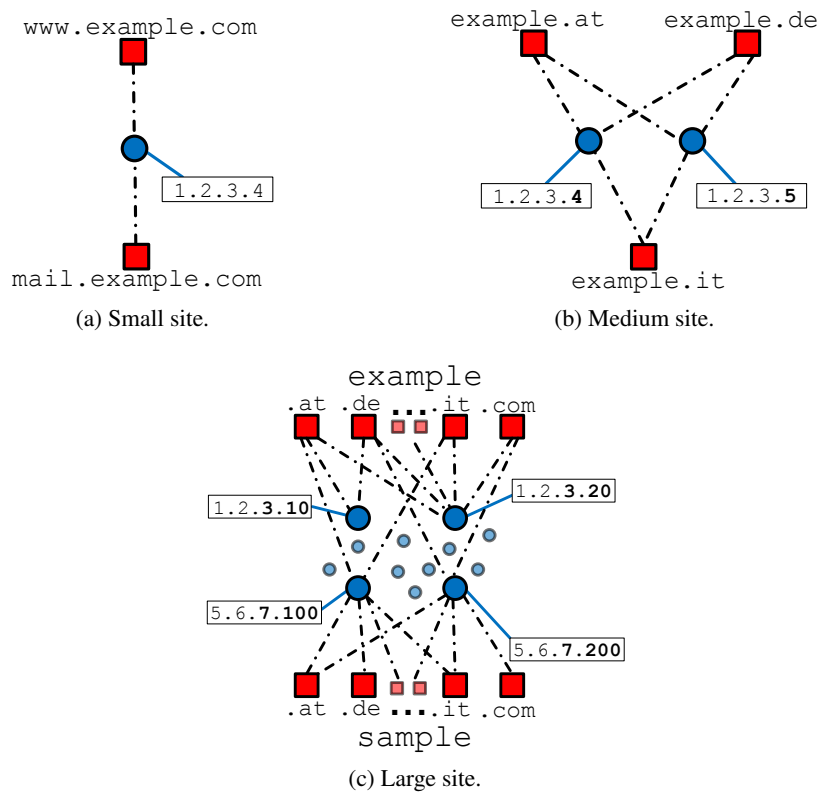 www.example.com
1.2.3.4
mail.example.com
(a) Small site.
example.at
example.de
1.2.3.4
1.2.3.5
example.it
(b) Medium site.
example
.at .de ... .it .com
1.2.3.10
1.2.3.20
5.6.7.100
5.6.7.200
.at .de ... .it .com
sample
(c) Large site.